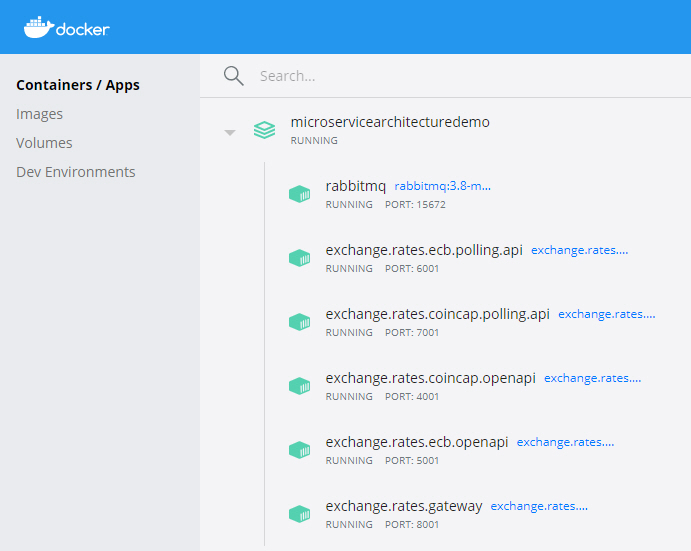 docker
Containers / Apps
Images
Volumes
Dev Environments
Search...
microservicearchitecturedemo
RUNNING
rabbitmq rabbitmq:3.8-m...
RUNNING PORT: 15672
exchange.rates.ecb.polling.api exchange.rates....
RUNNING PORT: 6001
exchange.rates.coincap.polling.api exchange.rates....
RUNNING PORT: 7001
exchange.rates.coincap.openapi exchange.rates....
RUNNING PORT: 4001
exchange.rates.ecb.openapi exchange.rates....
RUNNING PORT: 5001
exchange.rates.gateway exchange.rates....
RUNNING PORT: 8001